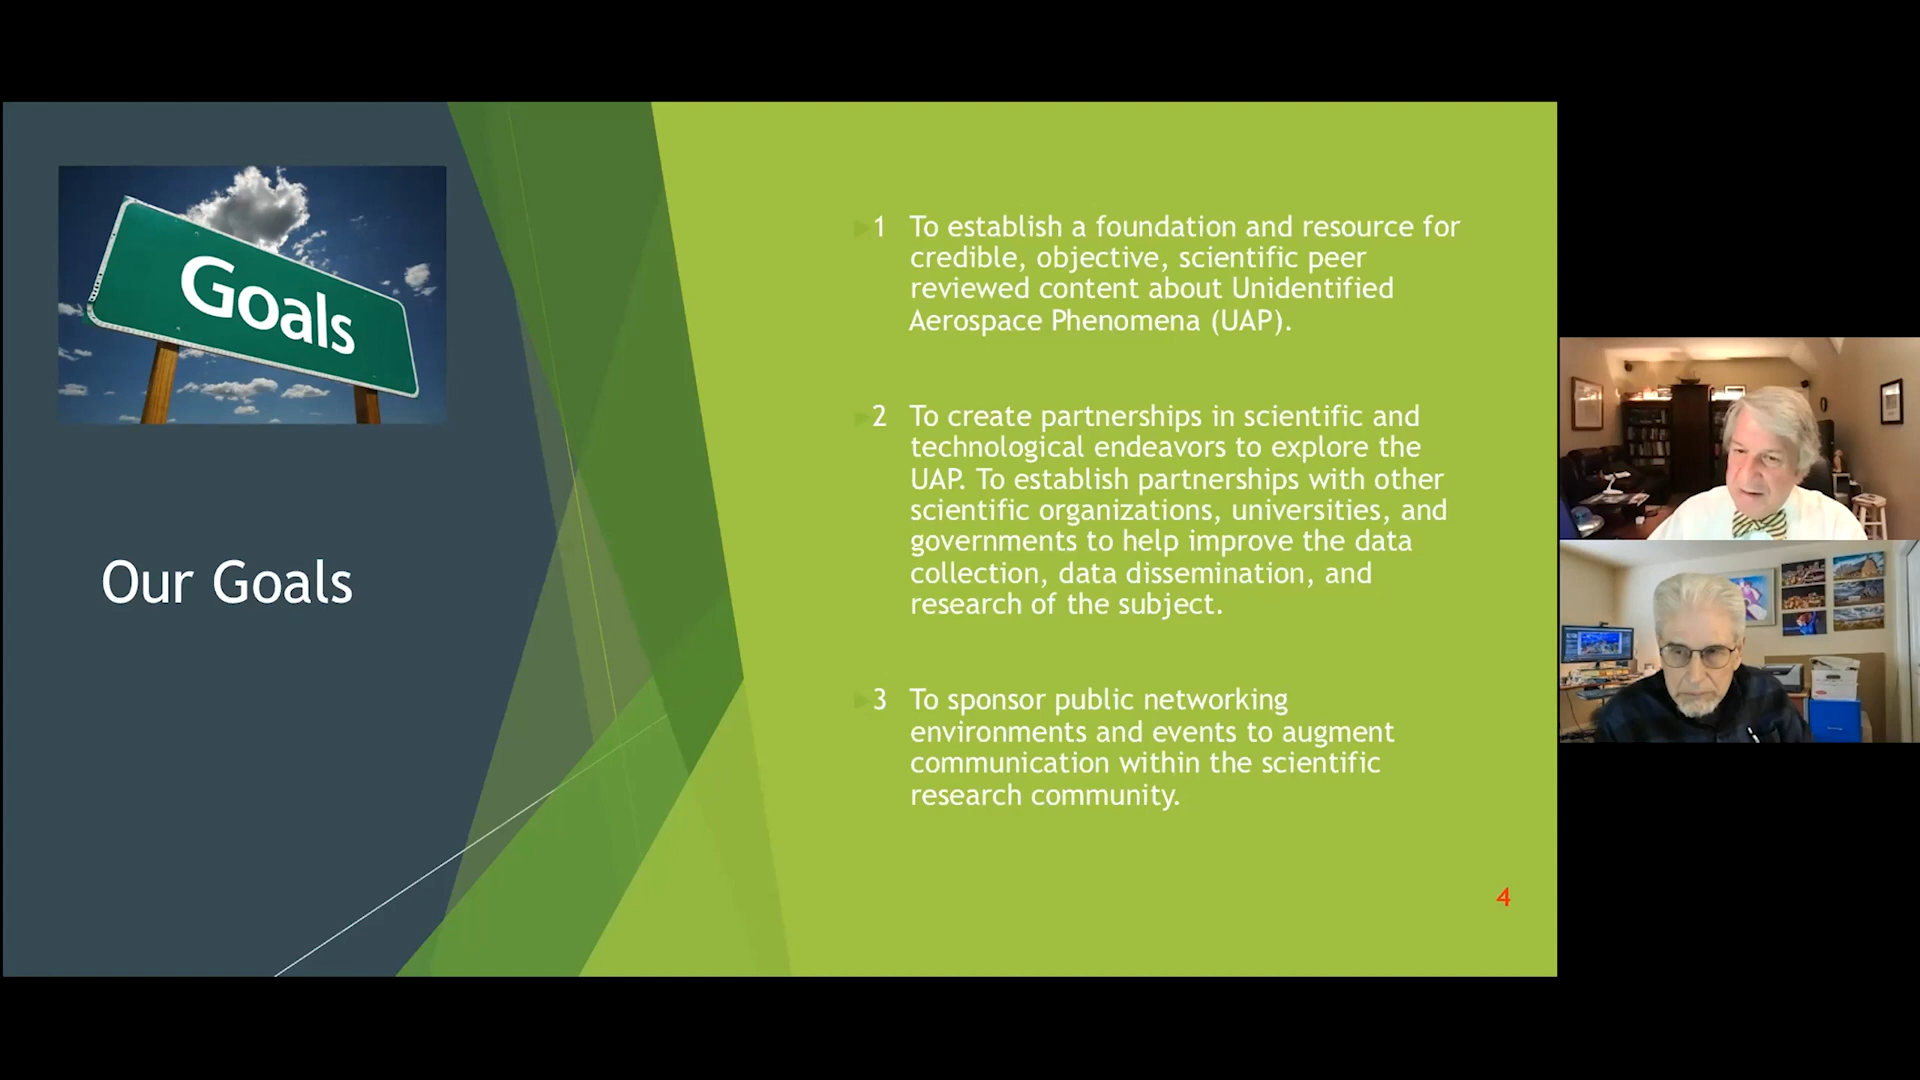 Goals
Our Goals
1 To establish a foundation and resource for
credible, objective, scientific peer
reviewed content about Unidentified
Aerospace Phenomena (UAP).
2 To create partnerships in scientific and
technological endeavors to explore the
UAP. To establish partnerships with other
scientific organizations, universities, and
governments to help improve the data
collection, data dissemination, and
research of the subject.
3 To sponsor public networking
environments and events to augment
communication within the scientific
research community.
4